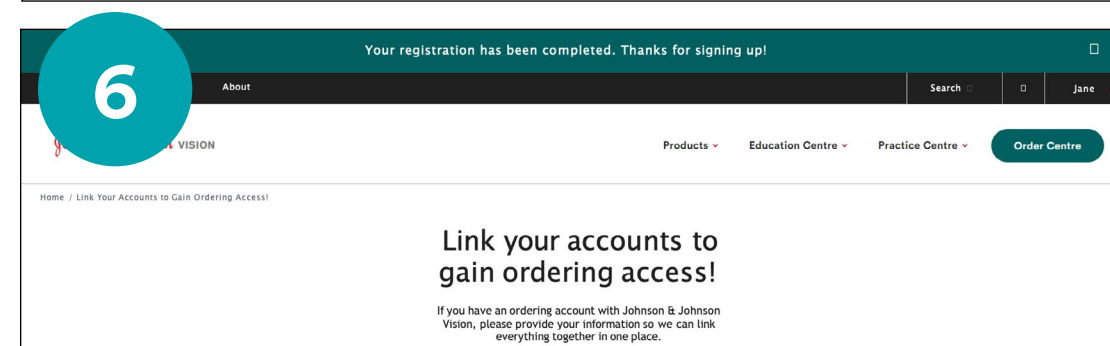 Your registration has been completed. Thanks for signing up!
6
About
Search
Jane
VISION
Products
Education Centre
Practice Centre
Order Centre
Home / Link Your Accounts to Gain Ordering Access!
Link your accounts to
gain ordering access!
If you have an ordering account with Johnson & Johnson
Vision, please provide your information so we can link
everything together in one place.